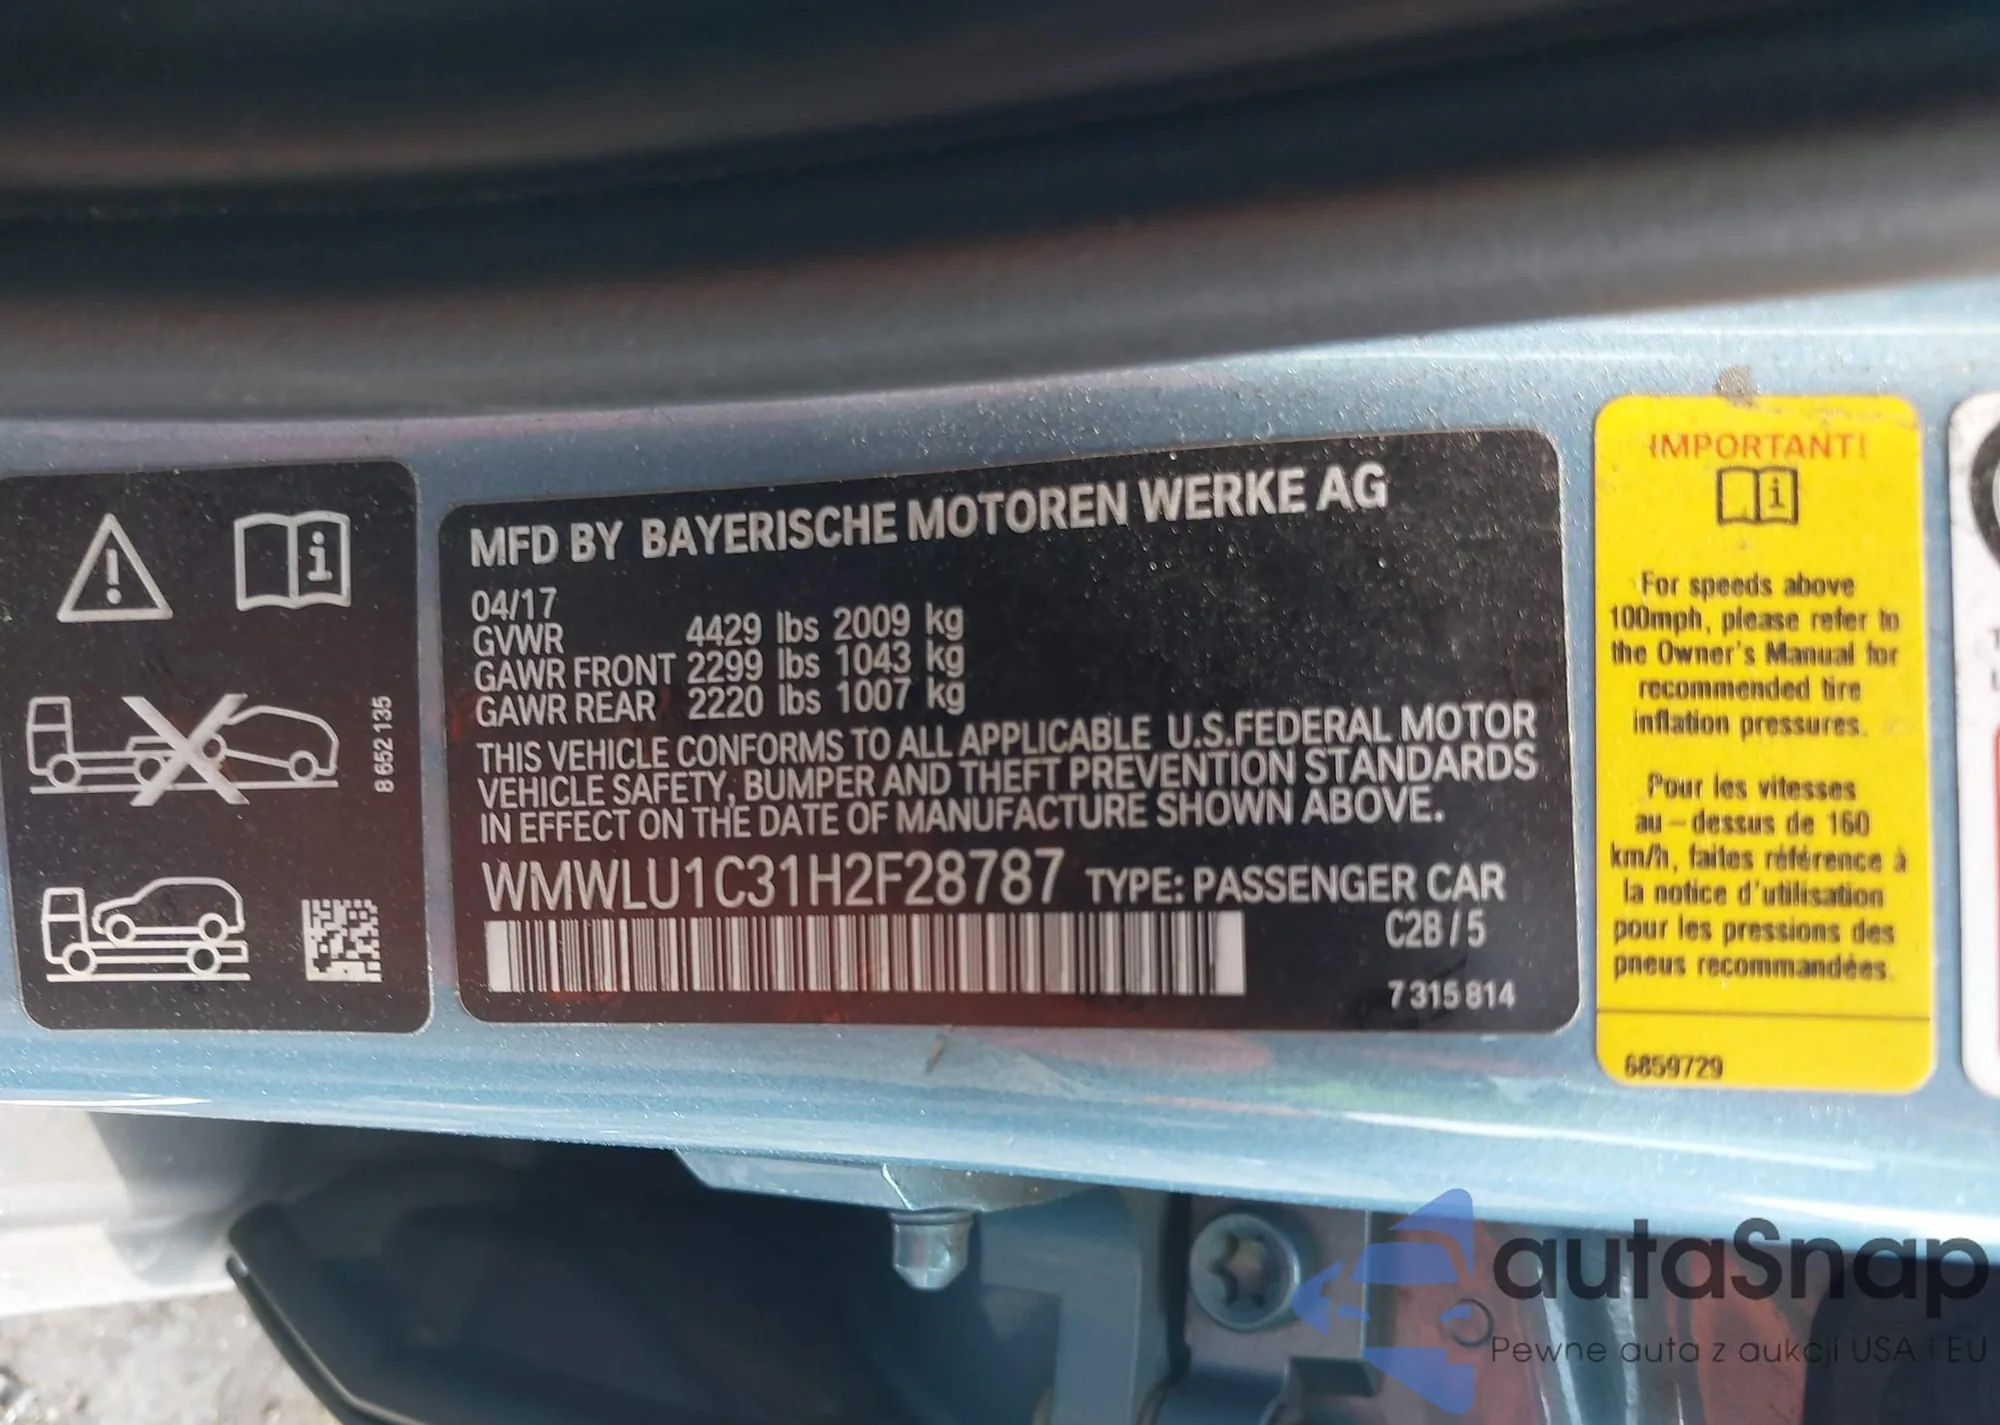 8 652 135
MFD BY BAYERISCHE MOTOREN WERKE AG
04/17
GVWR 4429 lbs 2009 kg
GAWR FRONT 2299 lbs 1043 kg
GAWR REAR 2220 lbs 1007 kg
THIS VEHICLE CONFORMS TO ALL APPLICABLE U.S.FEDERAL MOTOR
VEHICLE SAFETY, BUMPER AND THEFT PREVENTION STANDARDS
IN EFFECT ON THE DATE OF MANUFACTURE SHOWN ABOVE.
WMWLU1C31H2F28787 TYPE: PASSENGER CAR
C2B / 5
7 315 814
IMPORTANT!
For speeds above
100mph, please refer to
the Owner's Manual for
recommended tire
inflation pressures.
Pour les vitesses
au-dessus de 160
km/h, faites référence à
la notice d'utilisation
pour les pressions des
pneus recommandées.
6859729
autaSnap
Pewne auta z aukcji USA i EU